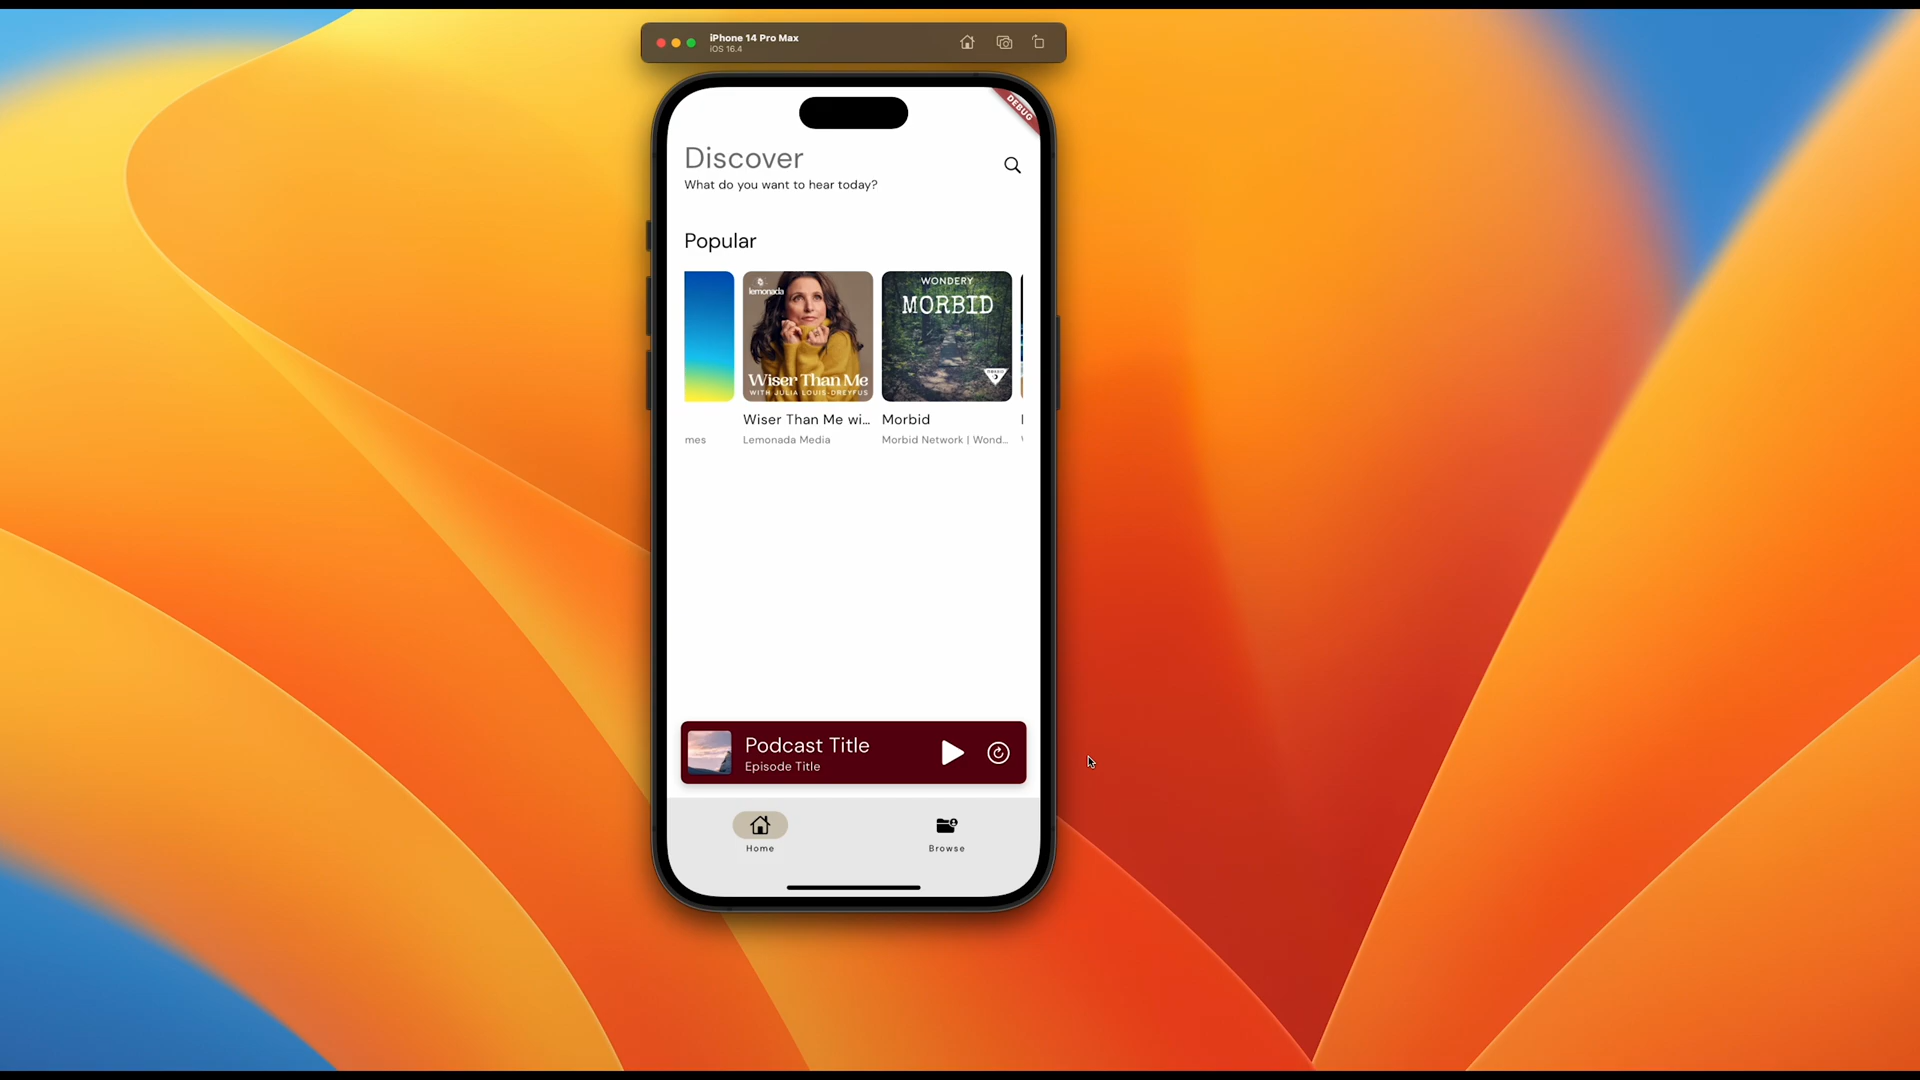 iPhone 14 Pro Max
iOS 16.4
DEBUG
Discover
What do you want to hear today?
Popular
lemonada
Wiser Than Me
WITH JULIA LOUIS-DREYFUS
WONDERY
MORBID
Wiser Than Me wi...
Morbid
mes
Lemonada Media
Morbid Network | Wond...
Podcast Title
Episode Title
Home
Browse